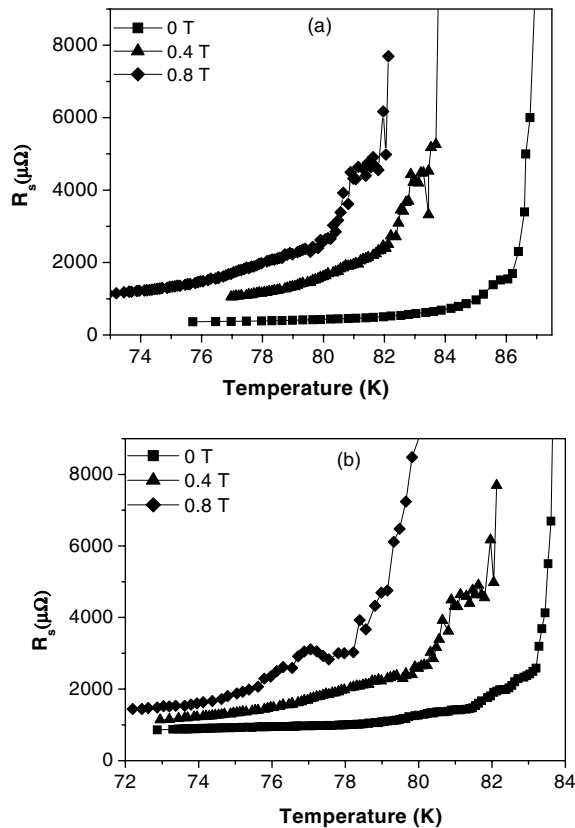 (a)
0 T
0.4 T
0.8 T
8000
6000
4000
2000
0
R_s(μΩ)
74 76 78 80 82 84 86
Temperature (K)
(b)
0 T
0.4 T
0.8 T
8000
6000
4000
2000
0
R_s(μΩ)
72 74 76 78 80 82 84
Temperature (K)